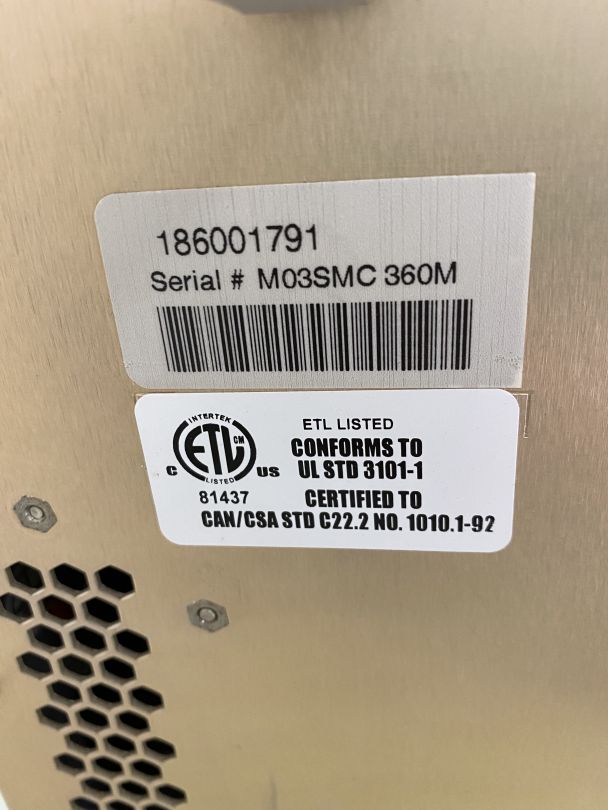 186001791
Serial # M03SMC 360M
INTERTEK
ETL CM
LISTED
C US
81437
ETL LISTED
CONFORMS TO
UL STD 3101-1
CERTIFIED TO
CAN/CSA STD C22.2 NO. 1010.1-92